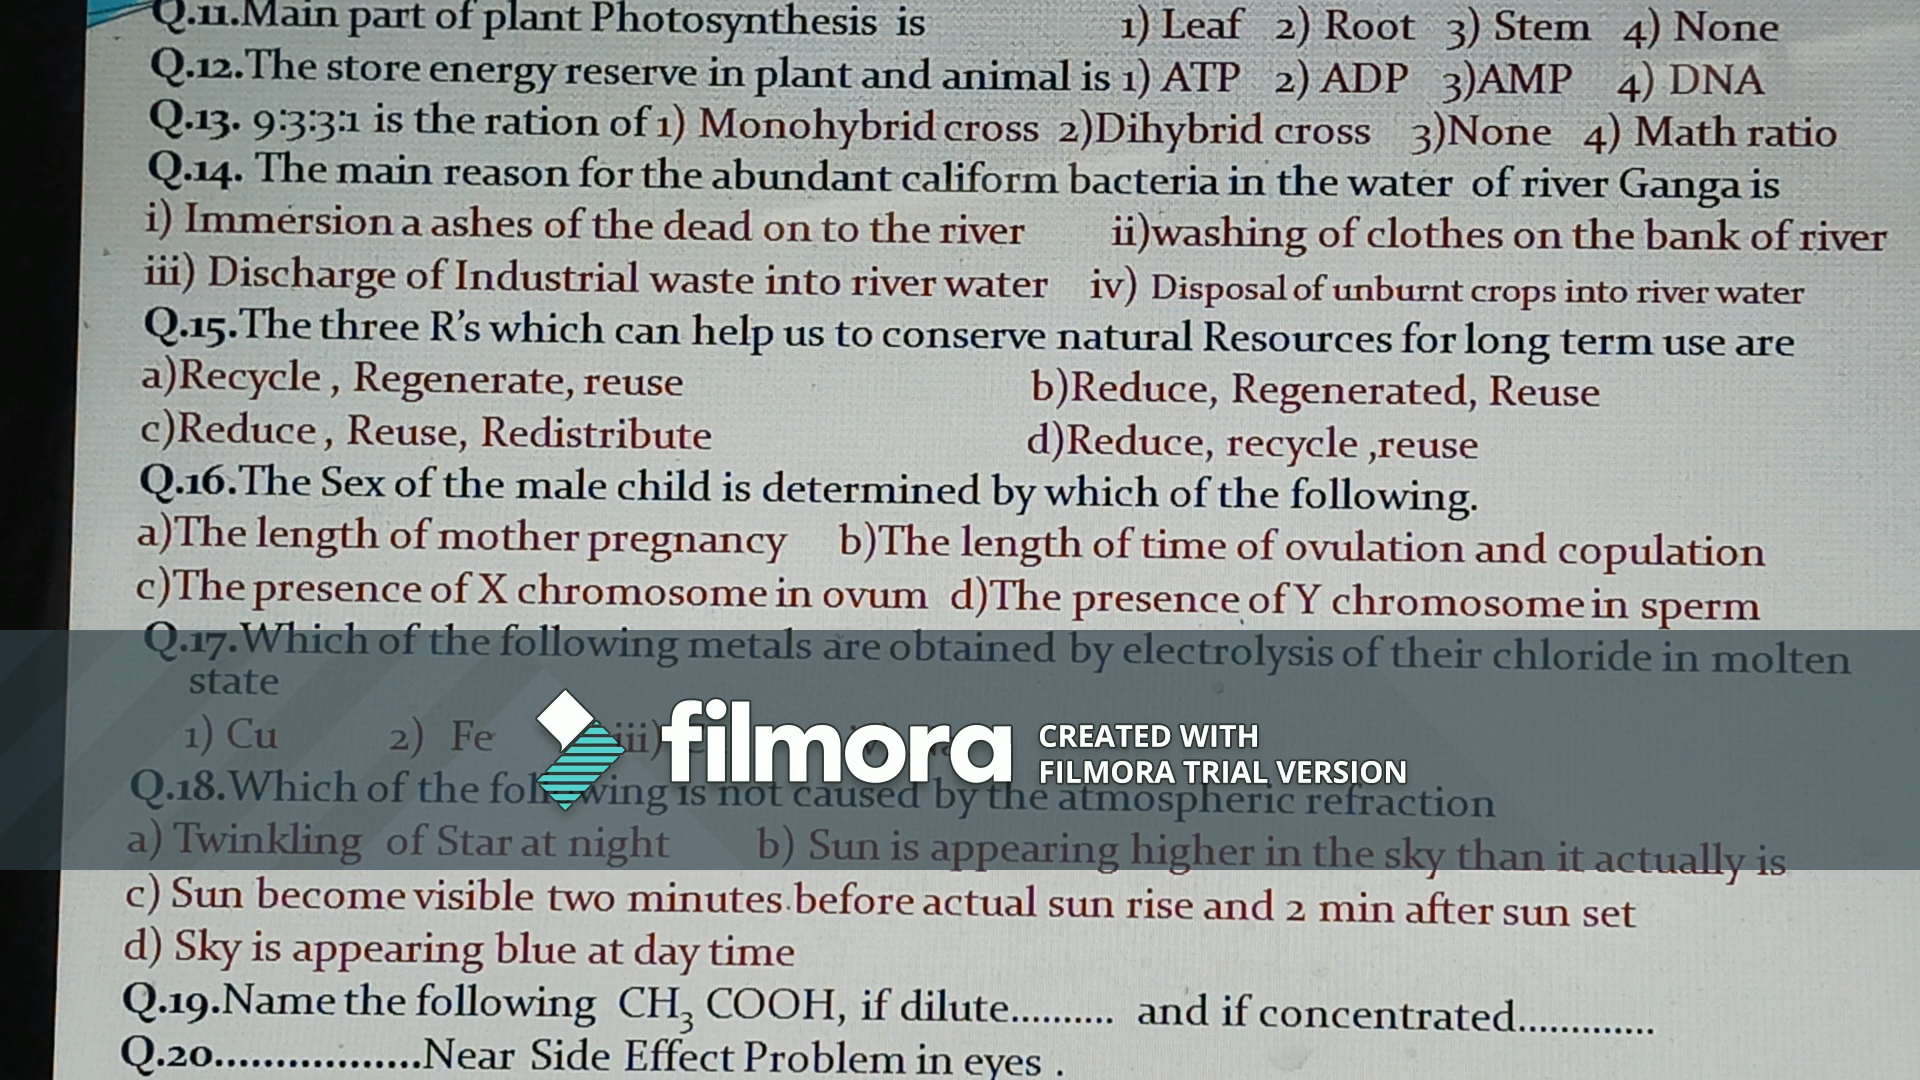 Q.11.Main part of plant Photosynthesis is 1) Leaf 2) Root 3) Stem 4) None
Q.12.The store energy reserve in plant and animal is 1) ATP 2) ADP 3)AMP 4) DNA
Q.13. 9:3:3:1 is the ration of 1) Monohybrid cross 2)Dihybrid cross 3)None 4) Math ratio
Q.14. The main reason for the abundant caliform bacteria in the water of river Ganga is
i) Immersion a ashes of the dead on to the river ii)washing of clothes on the bank of river
iii) Discharge of Industrial waste into river water iv) Disposal of unburnt crops into river water
Q.15.The three R's which can help us to conserve natural Resources for long term use are
a)Recycle , Regenerate, reuse b)Reduce, Regenerated, Reuse
c)Reduce , Reuse, Redistribute d)Reduce, recycle ,reuse
Q.16.The Sex of the male child is determined by which of the following.
a)The length of mother pregnancy b)The length of time of ovulation and copulation
c)The presence of X chromosome in ovum d)The presence of Y chromosome in sperm
Q.17.Which of the following metals are obtained by electrolysis of their chloride in molten
state
1) Cu 2) Fe iii)
filmora CREATED WITH
FILMORA TRIAL VERSION
Q.18.Which of the following is not caused by the atmospheric refraction
a) Twinkling of Star at night b) Sun is appearing higher in the sky than it actually is
c) Sun become visible two minutes before actual sun rise and 2 min after sun set
d) Sky is appearing blue at day time
Q.19.Name the following CH₃ COOH, if dilute.......... and if concentrated.............
Q.20..................Near Side Effect Problem in eyes .